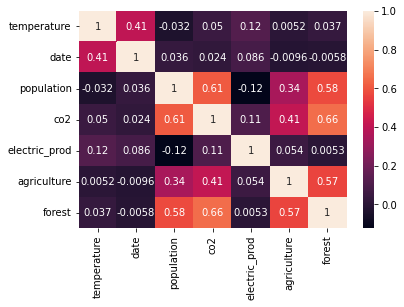 temperature 1 0.41 -0.032 0.05 0.12 0.0052 0.037
date 0.41 1 0.036 0.024 0.086 -0.0096 -0.0058
population -0.032 0.036 1 0.61 -0.12 0.34 0.58
co2 0.05 0.024 0.61 1 0.11 0.41 0.66
electric_prod 0.12 0.086 -0.12 0.11 1 0.054 0.0053
agriculture 0.0052 -0.0096 0.34 0.41 0.054 1 0.57
forest 0.037 -0.0058 0.58 0.66 0.0053 0.57 1
temperature date population co2 electric_prod agriculture forest
1.0
0.8
0.6
0.4
0.2
0.0